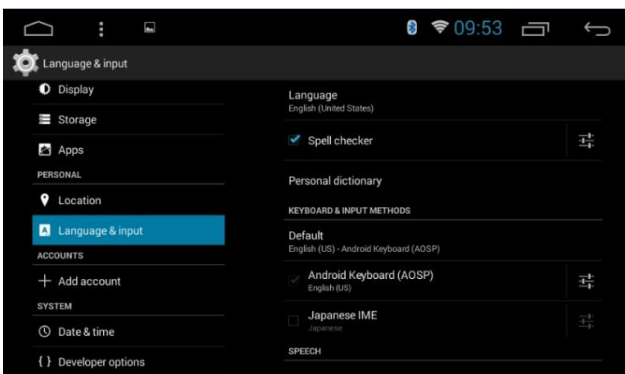 09:53
Language & input
Display
Storage
Apps
PERSONAL
Location
Language & input
ACCOUNTS
Add account
SYSTEM
Date & time
{ } Developer options
Language
English (United States)
Spell checker
Personal dictionary
KEYBOARD & INPUT METHODS
Default
English (US) - Android Keyboard (AOSP)
Android Keyboard (AOSP)
English (US)
Japanese IME
Japanese
SPEECH